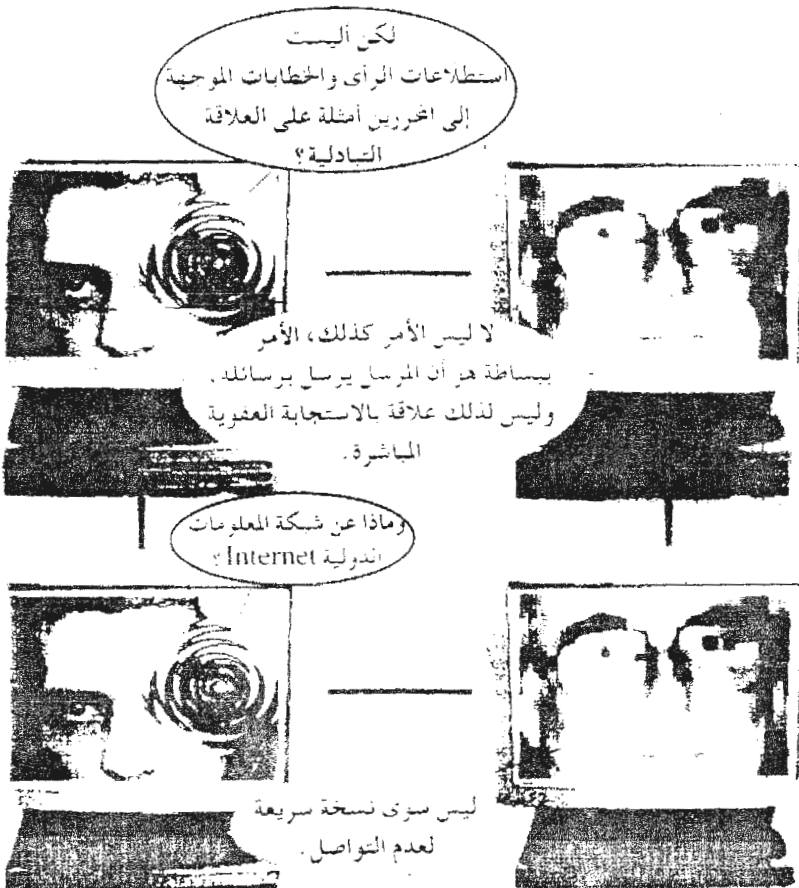 لكن أليست
استطلاعات الرأى والخطابات الموجهة
إلى المحررين أمثلة على العلاقة
التبادلية؟
لا ليس الأمر كذلك، الأمر
ببساطة هو أن المرسل يرسل برسائله،
وليس لذلك علاقة بالاستجابة العفوية
المباشرة.
وماذا عن شبكة المعلومات
الدولية Internet؟
ليس سوى نسخة سريعة
لعدم التواصل.